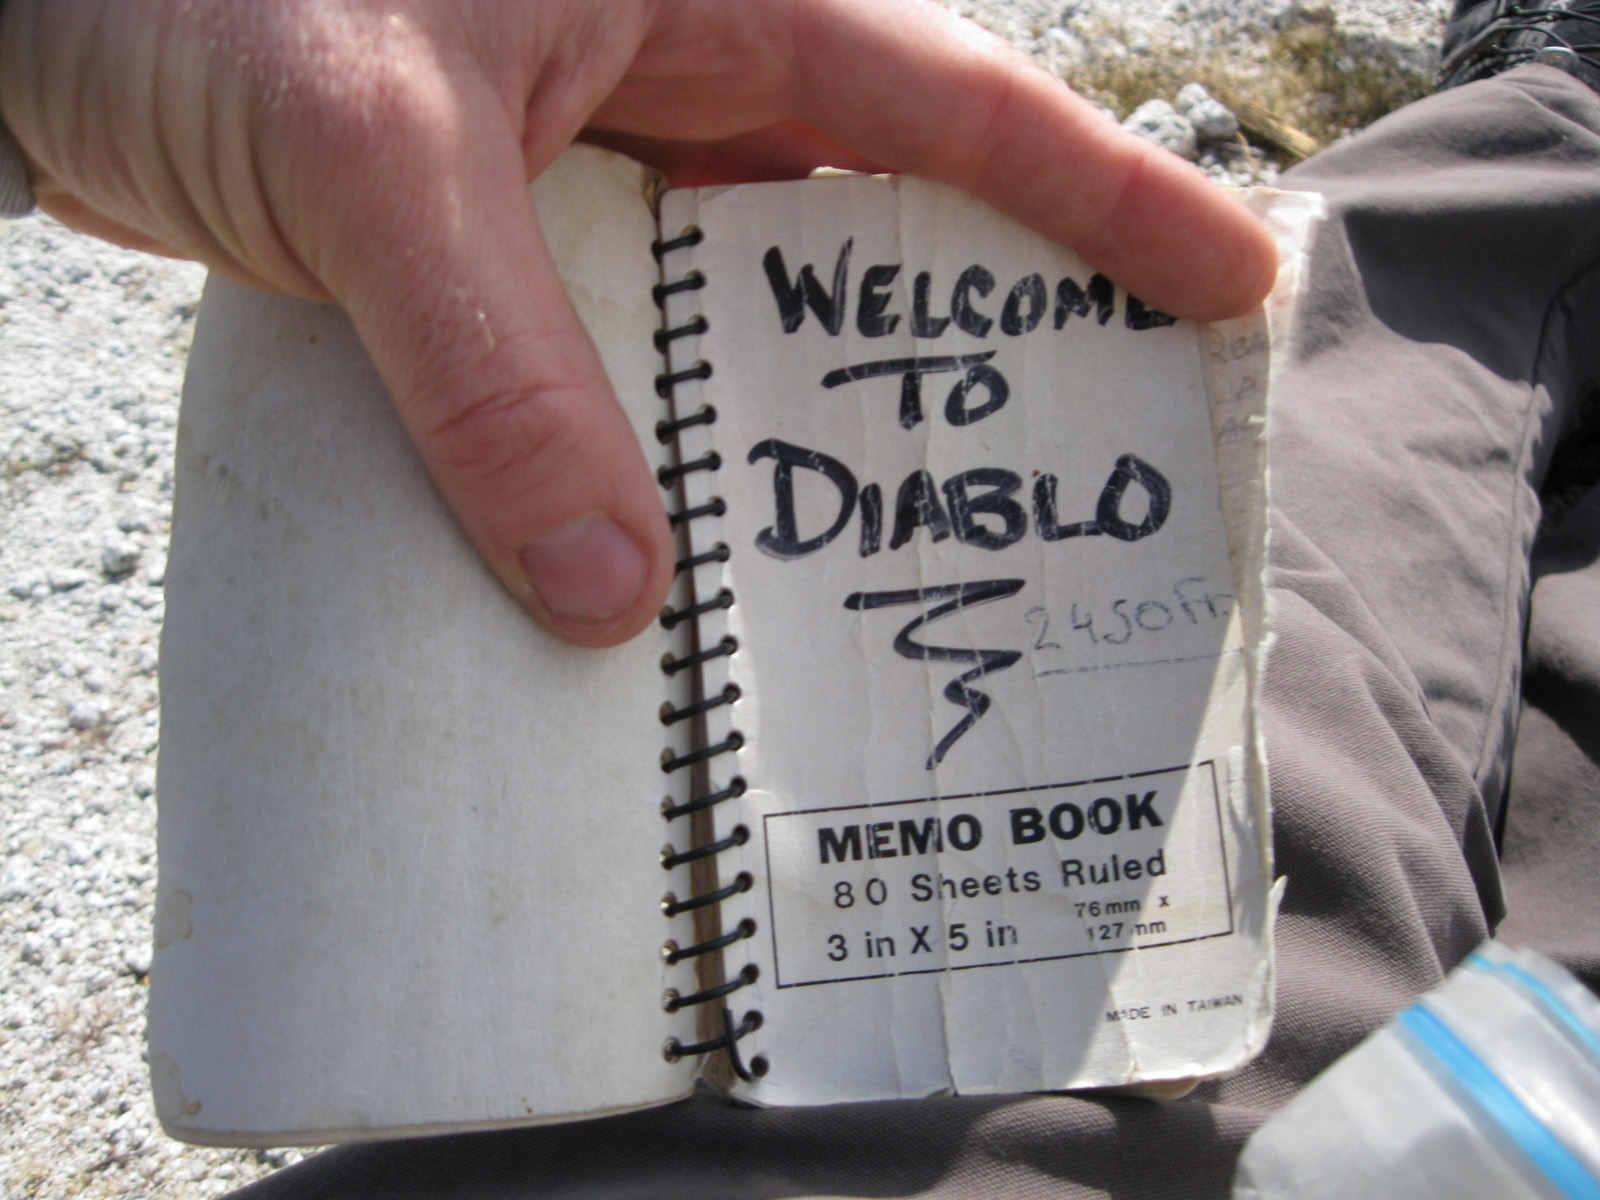 WELCOME
TO
DIABLO
2450 Ft.
MEMO BOOK
80 Sheets Ruled
3 in X 5 in 76 mm x
127 mm
MADE IN TAIWAN